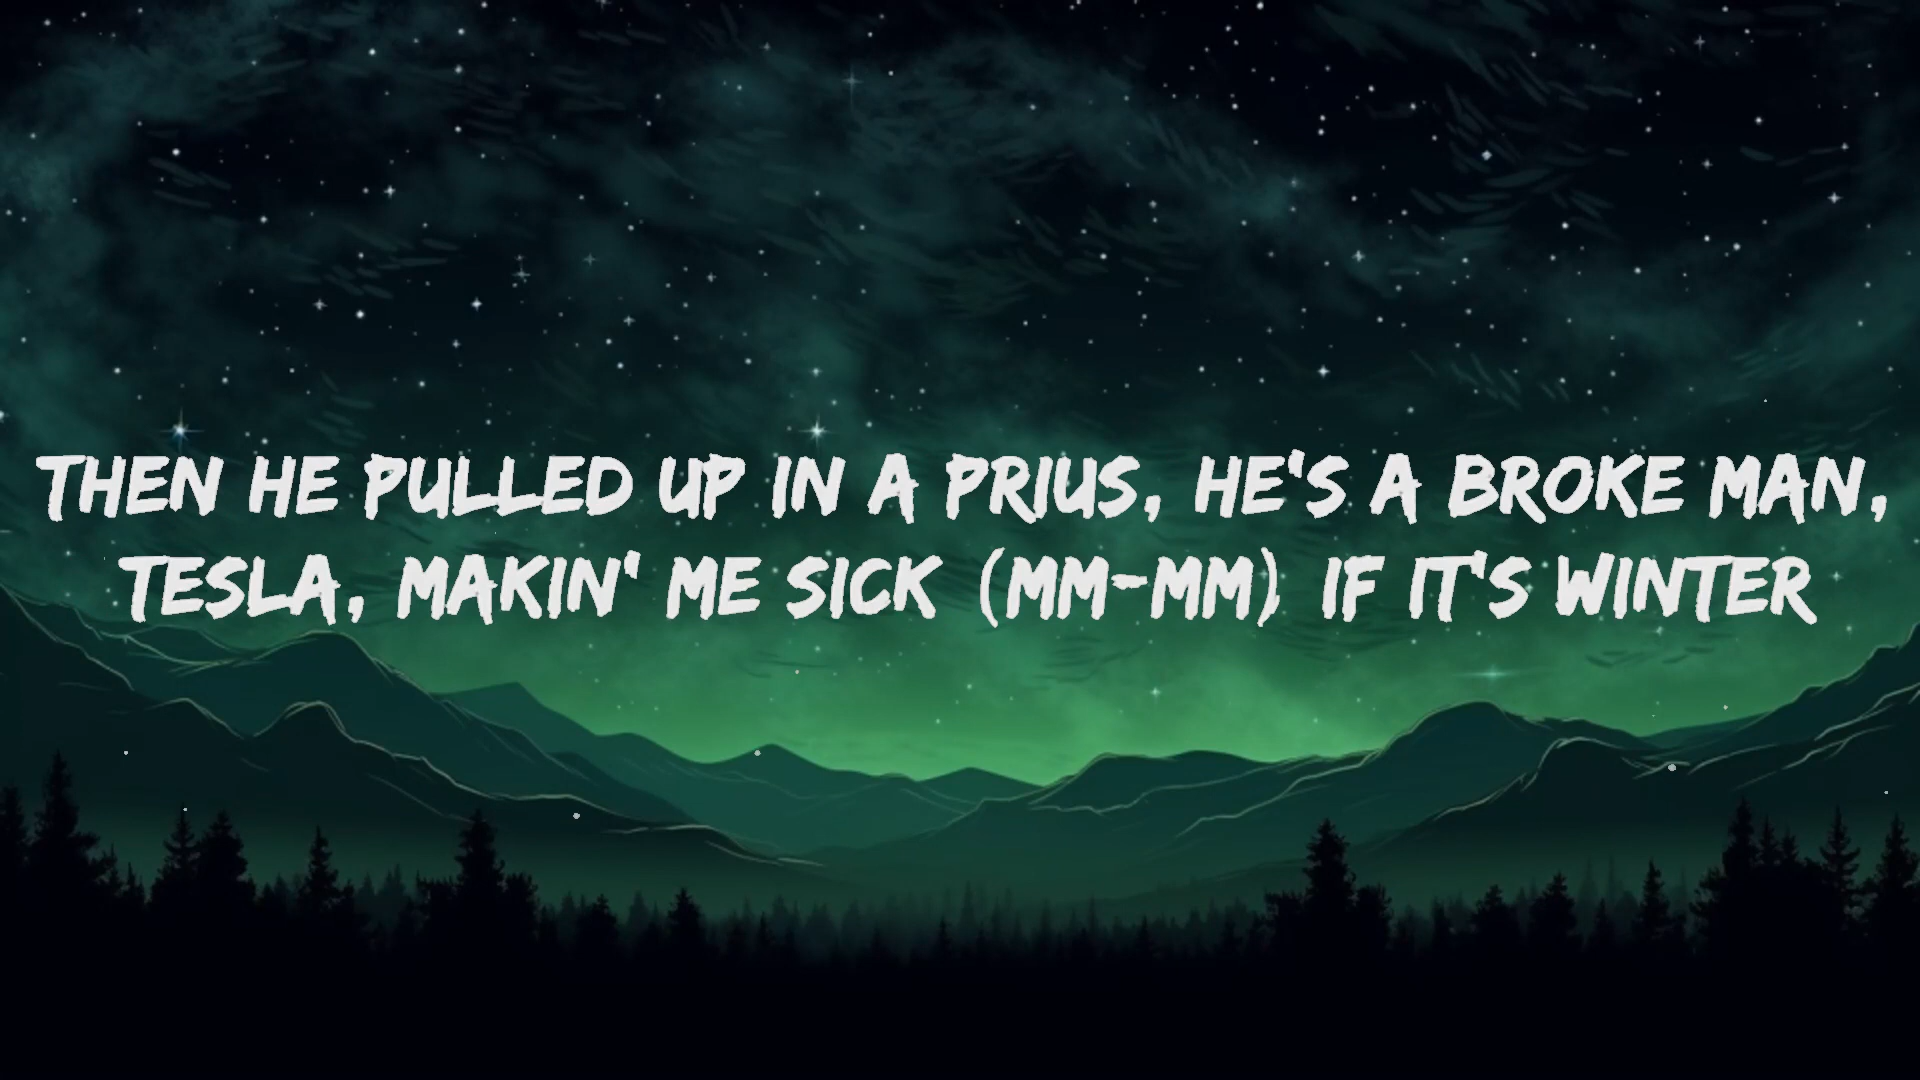 THEN HE PULLED UP IN A PRIUS, HE'S A BROKE MAN,
TESLA, MAKIN' ME SICK (MM-MM) IF IT'S WINTER